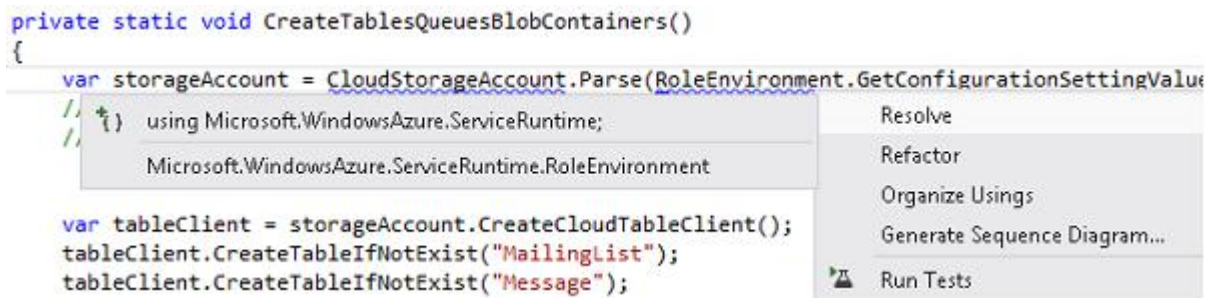 private static void CreateTablesQueuesBlobContainers()
{
var storageAccount = CloudStorageAccount.Parse(RoleEnvironment.GetConfigurationSettingValue
//
//
using Microsoft.WindowsAzure.ServiceRuntime;
Microsoft.WindowsAzure.ServiceRuntime.RoleEnvironment
Resolve
Refactor
Organize Usings
Generate Sequence Diagram...
Run Tests
var tableClient = storageAccount.CreateCloudTableClient();
tableClient.CreateTableIfNotExist("MailingList");
tableClient.CreateTableIfNotExist("Message");